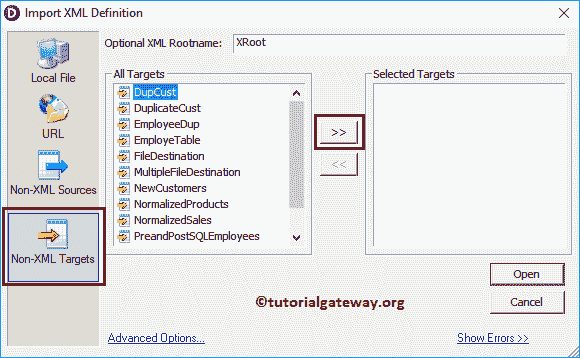 D Import XML Definition
Optional XML Rootname: XRoot
Local File
URL
Non-XML Sources
Non-XML Targets
All Targets
DupCust
DuplicateCust
EmployeeDup
EmployeTable
FileDestination
MultipleFileDestination
NewCustomers
NormalizedProducts
NormalizedSales
PreandPostSQLEmployees
>>
<<
Selected Targets
Open
Cancel
©tutorialgateway.org
Advanced Options...
Show Errors >>